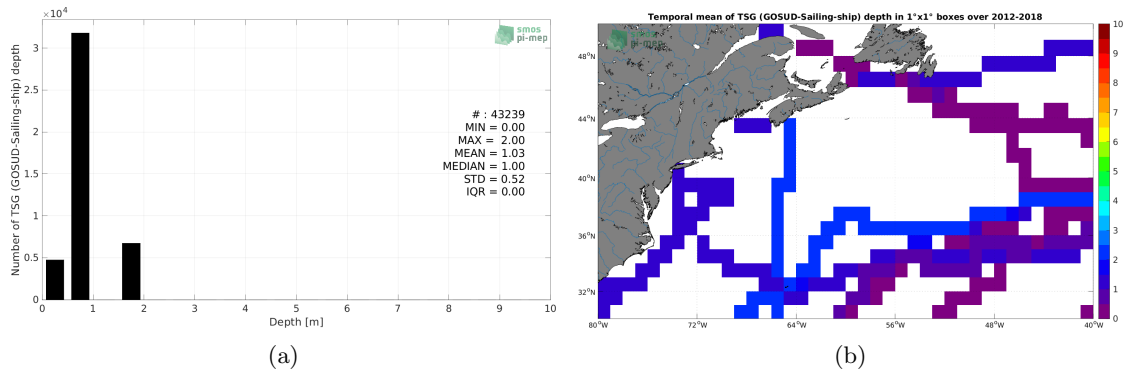 ×10⁴
Number of TSG (GOSUD-Sailing-ship) depth
3
2.5
2
1.5
1
0.5
0
smos
pi-mep
# : 43239
MIN = 0.00
MAX = 2.00
MEAN = 1.03
MEDIAN = 1.00
STD = 0.52
IQR = 0.00
0 1 2 3 4 5 6 7 8 9 10
Depth [m]
(a)
Temporal mean of TSG (GOSUD-Sailing-ship) depth in 1°x1° boxes over 2012-2018
smos
pi-mep
48°N
44°N
40°N
36°N
32°N
80°W 72°W 64°W 56°W 48°W 40°W
10
9
8
7
6
5
4
3
2
1
0
(b)